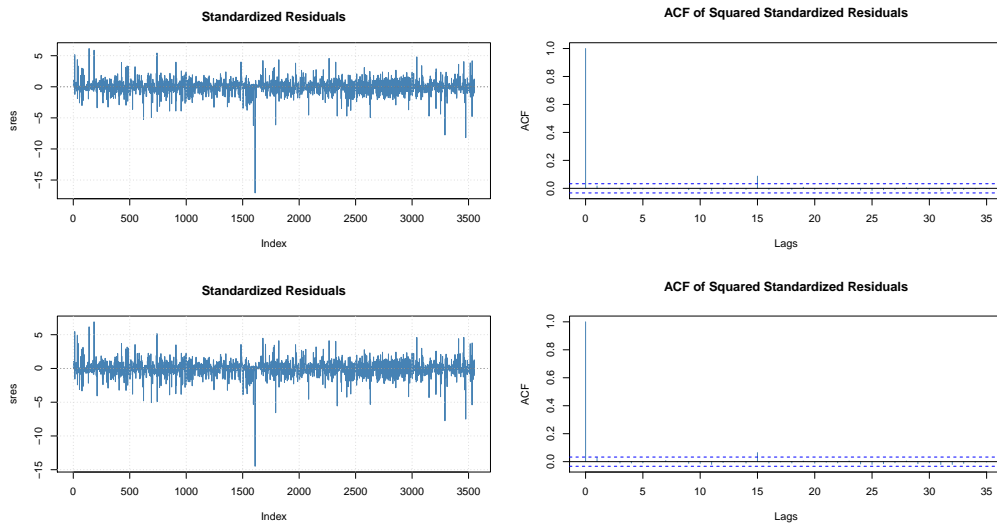 Standardized Residuals
5
0
−5
−10
−15
sres
0 500 1000 1500 2000 2500 3000 3500
Index
ACF of Squared Standardized Residuals
1.0
0.8
0.6
0.4
0.2
0.0
ACF
0 5 10 15 20 25 30 35
Lags
Standardized Residuals
5
0
−5
−10
−15
sres
0 500 1000 1500 2000 2500 3000 3500
Index
ACF of Squared Standardized Residuals
1.0
0.8
0.6
0.4
0.2
0.0
ACF
0 5 10 15 20 25 30 35
Lags